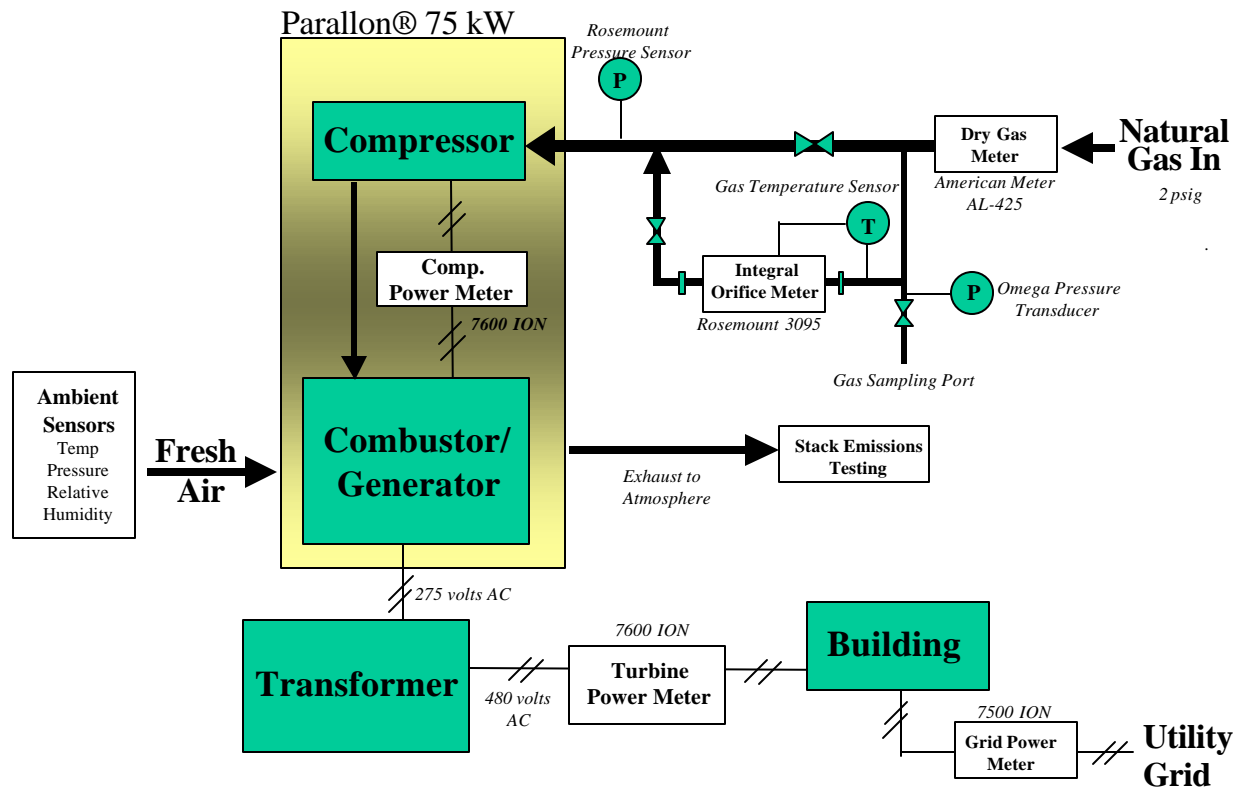 Parallon® 75 kW
Rosemount
Pressure Sensor
P
Compressor
Dry Gas
Meter
American Meter
AL-425
Natural
Gas In
2 psig
.
Gas Temperature Sensor
T
Comp.
Power Meter
7600 ION
Integral
Orifice Meter
Rosemount 3095
P
Omega Pressure
Transducer
Gas Sampling Port
Ambient
Sensors
Temp
Pressure
Relative
Humidity
Fresh
Air
Combustor/
Generator
Exhaust to
Atmosphere
Stack Emissions
Testing
275 volts AC
Transformer
480 volts
AC
7600 ION
Turbine
Power Meter
Building
7500 ION
Grid Power
Meter
Utility
Grid